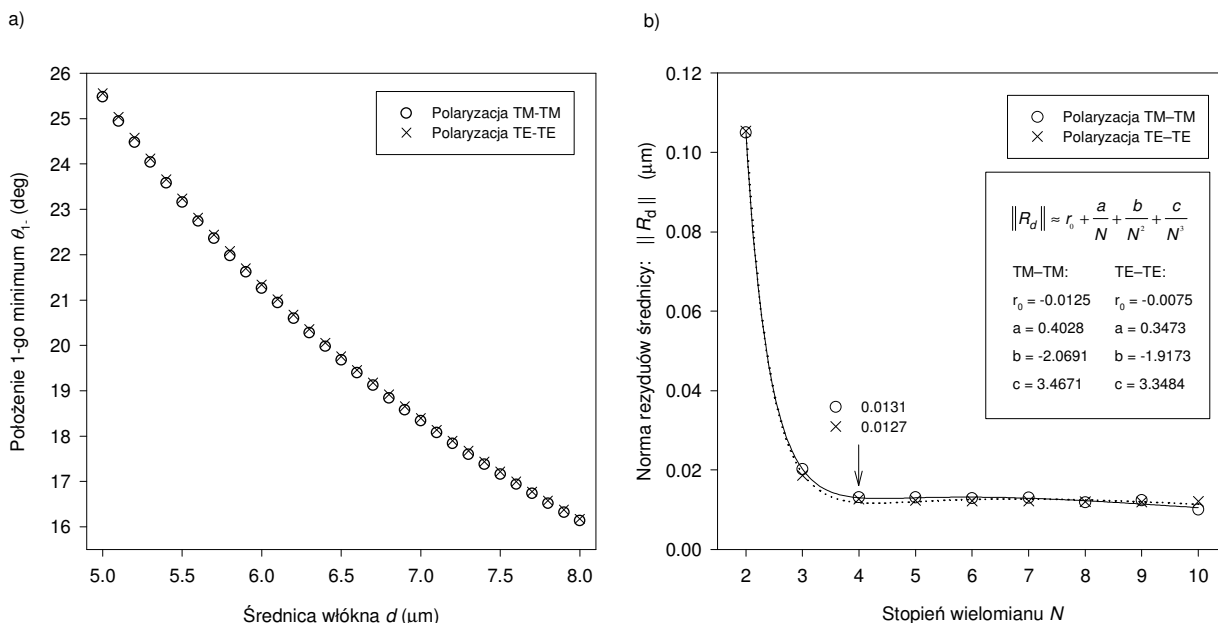 a)
26
25
24
23
22
21
20
19
18
17
16
Położenie 1-go minimum θ1- (deg)
Polaryzacja TM-TM
Polaryzacja TE-TE
5.0 5.5 6.0 6.5 7.0 7.5 8.0
Średnica włókna d (μm)
b)
0.12
0.10
0.08
0.06
0.04
0.02
0.00
Norma rezyduów średnicy: ||Rd|| (μm)
Polaryzacja TM–TM
Polaryzacja TE–TE
||Rd|| ≈ r0 + a/N + b/N² + c/N³
TM–TM: TE–TE:
r0 = -0.0125 r0 = -0.0075
a = 0.4028 a = 0.3473
b = -2.0691 b = -1.9173
c = 3.4671 c = 3.3484
0.0131
0.0127
2 3 4 5 6 7 8 9 10
Stopień wielomianu N